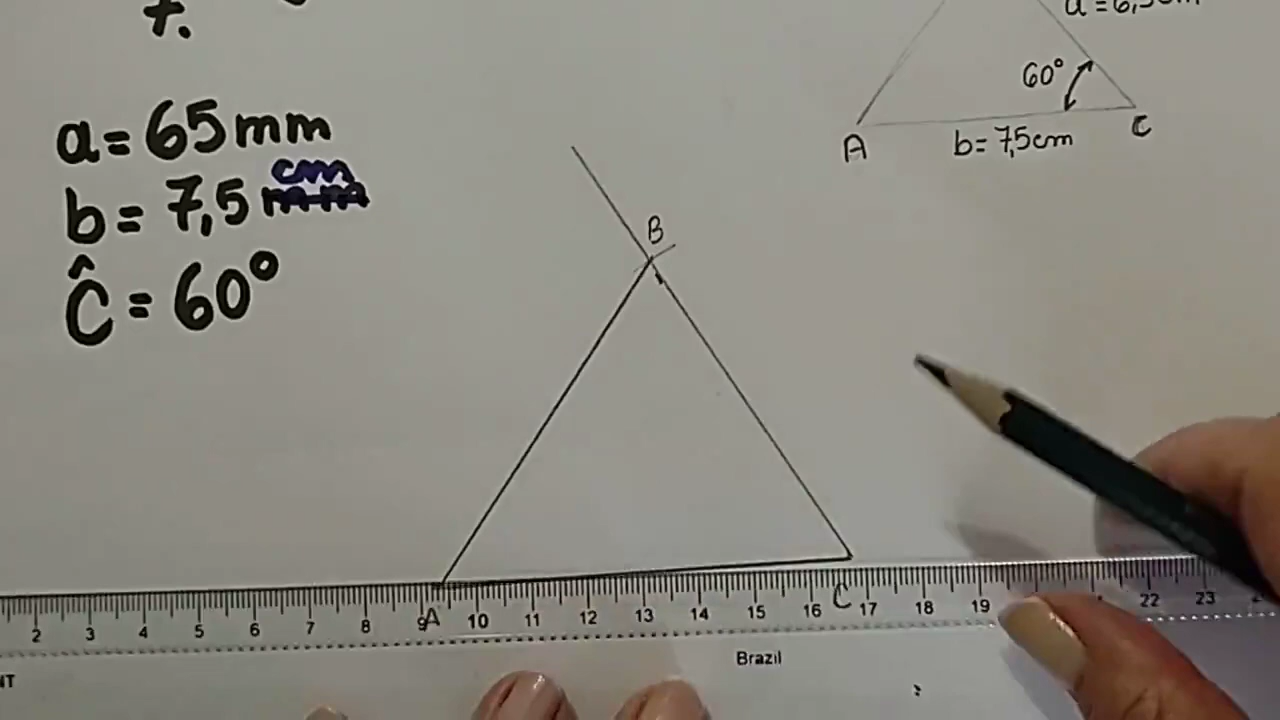 7.
a = 65 mm
b = 7,5 cm
Ĉ = 60°
60°
A
C
b = 7,5cm
B
A
C
2 3 4 5 6 7 8 9 10 11 12 13 14 15 16 17 18 19 22 23
Brazil